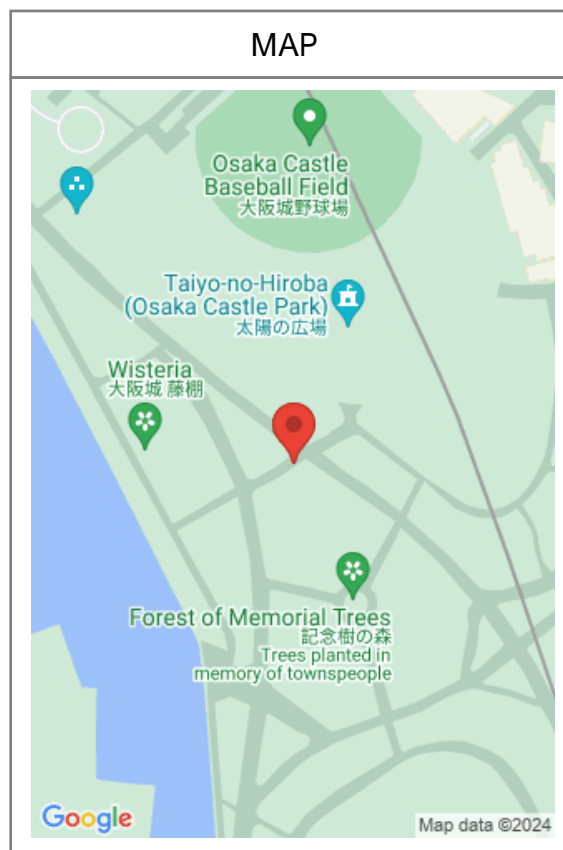 MAP
Osaka Castle
Baseball Field
大阪城野球場
Taiyo-no-Hiroba
(Osaka Castle Park)
太陽の広場
Wisteria
大阪城 藤棚
Forest of Memorial Trees
記念樹の森
Trees planted in
memory of townspeople
Google
Map data ©2024